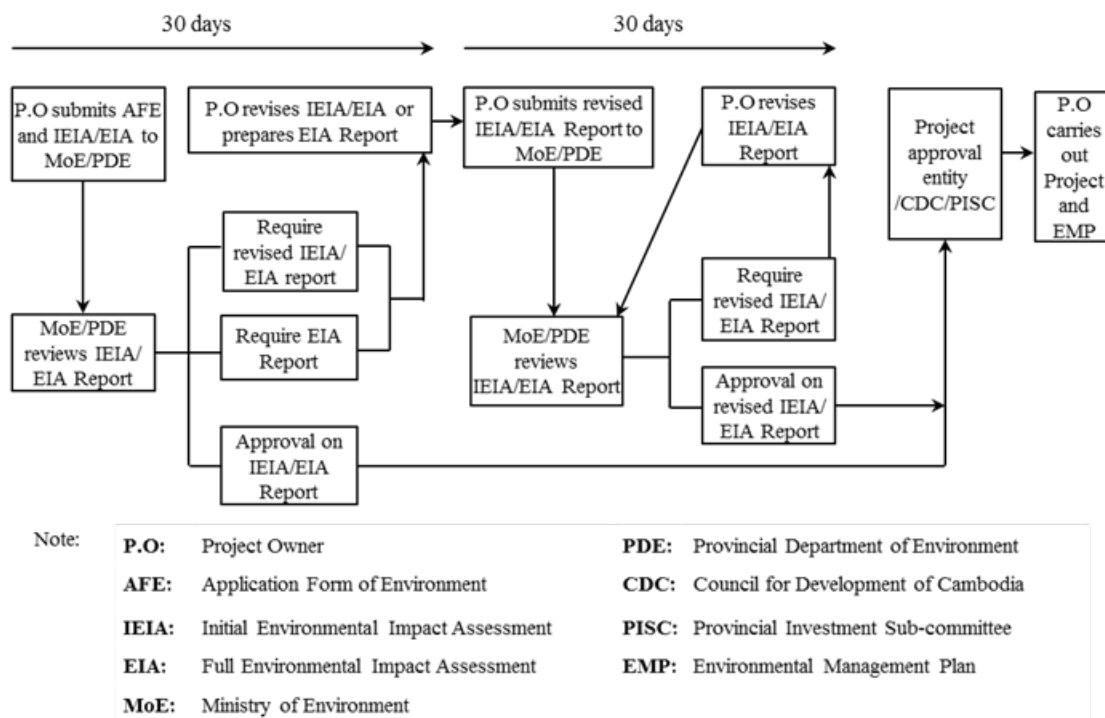 30 days
30 days
P.O submits AFE
and IEIA/EIA to
MoE/PDE
P.O revises IEIA/EIA or
prepares EIA Report
P.O submits revised
IEIA/EIA Report to
MoE/PDE
P.O revises
IEIA/EIA
Report
Project
approval
entity
/CDC/PISC
P.O
carries
out
Project
and
EMP
Require
revised IEIA/
EIA report
MoE/PDE
reviews IEIA/
EIA Report
Require EIA
Report
Approval on
IEIA/EIA
Report
MoE/PDE
reviews
IEIA/EIA Report
Require
revised IEIA/
EIA Report
Approval on
revised IEIA/
EIA Report
Note:
P.O: Project Owner
AFE: Application Form of Environment
IEIA: Initial Environmental Impact Assessment
EIA: Full Environmental Impact Assessment
MoE: Ministry of Environment
PDE: Provincial Department of Environment
CDC: Council for Development of Cambodia
PISC: Provincial Investment Sub-committee
EMP: Environmental Management Plan